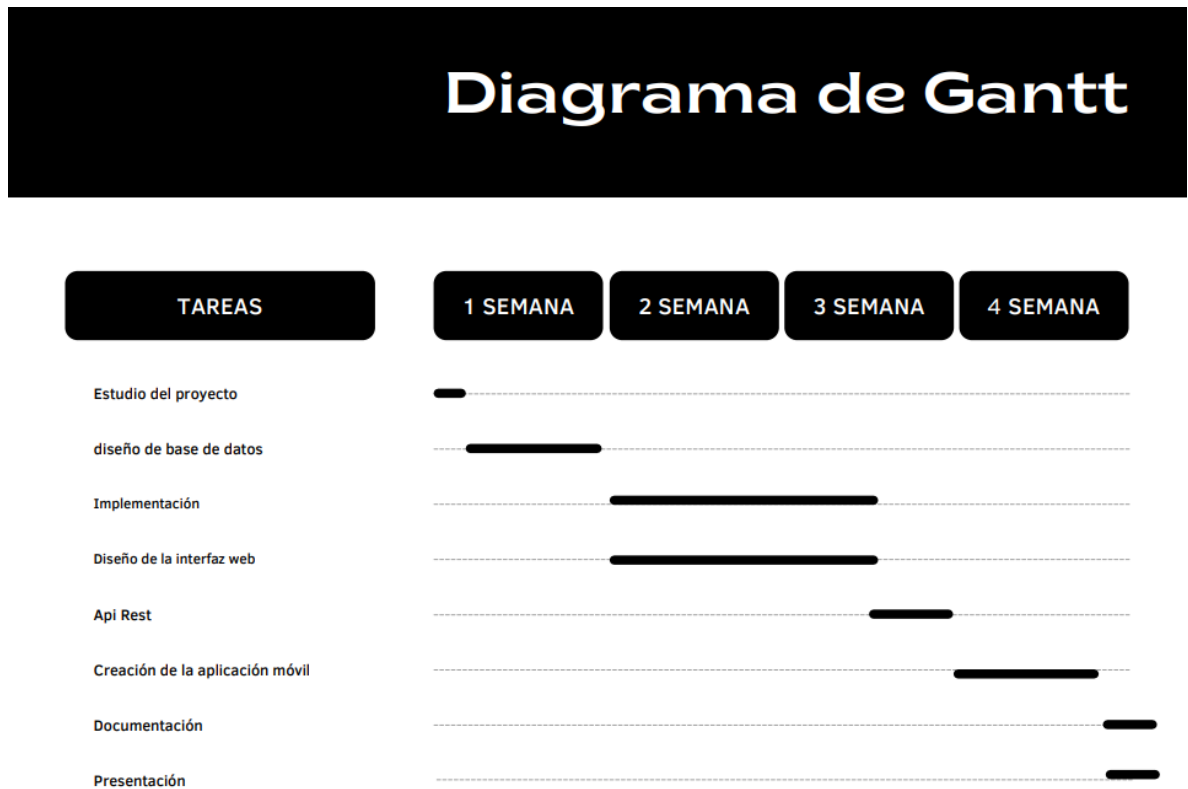 Diagrama de Gantt
TAREAS 1 SEMANA 2 SEMANA 3 SEMANA 4 SEMANA
Estudio del proyecto
diseño de base de datos
Implementación
Diseño de la interfaz web
Api Rest
Creación de la aplicación móvil
Documentación
Presentación